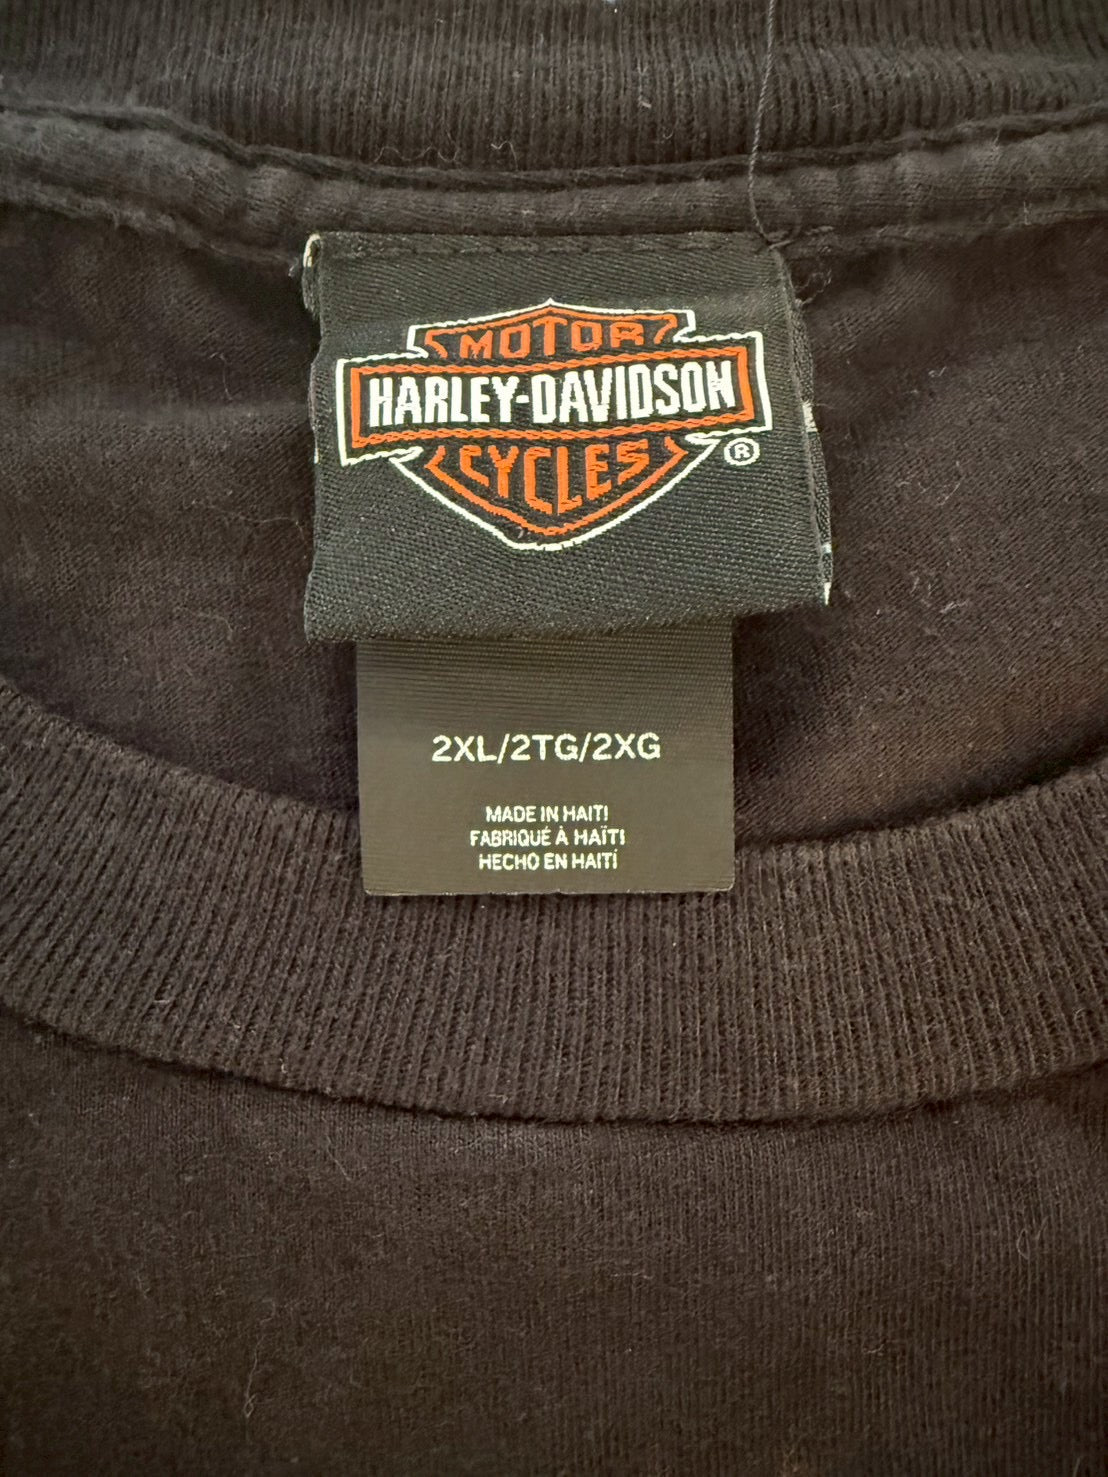 MOTOR
HARLEY-DAVIDSON
CYCLES
®
2XL/2TG/2XG
MADE IN HAITI
FABRIQUÉ À HAÏTI
HECHO EN HAITÍ